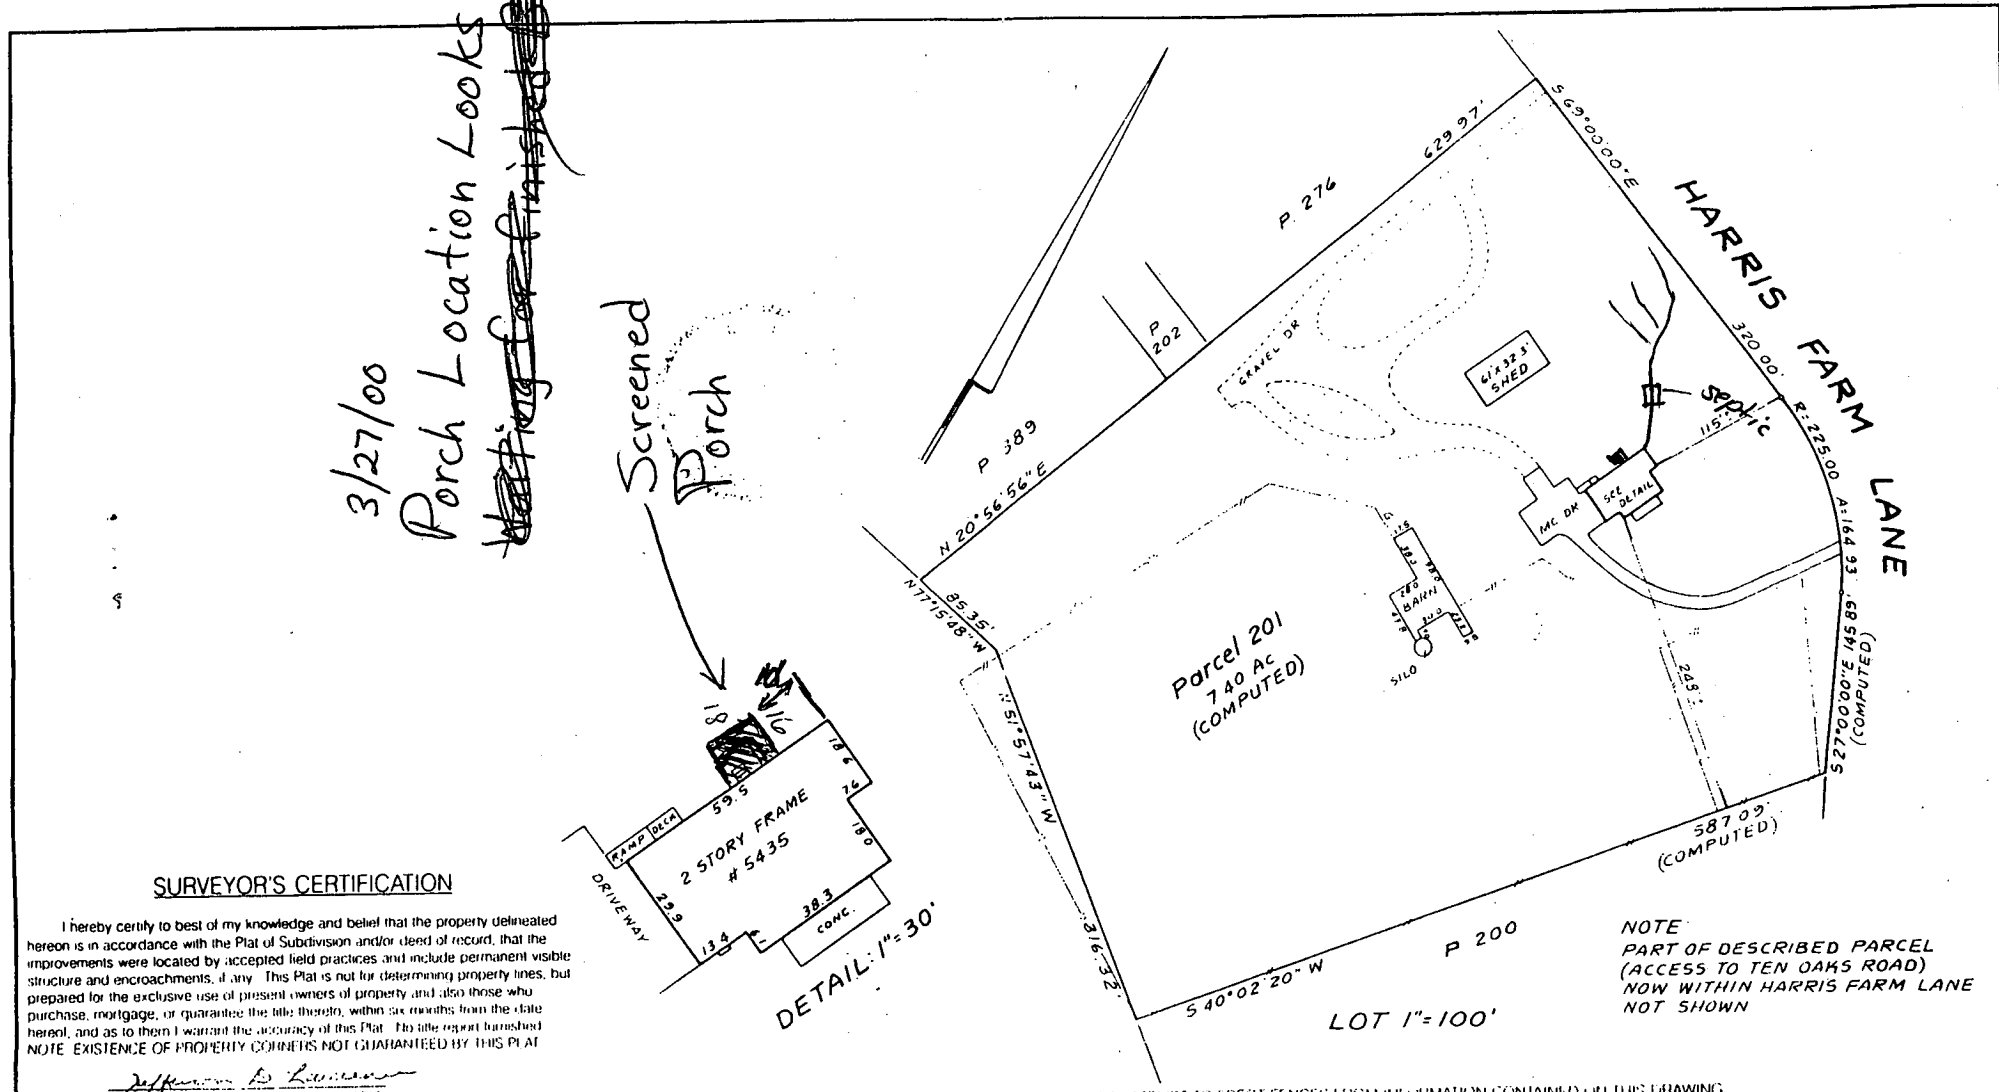 3/27/00
Porch Location Looks
Screened
Porch
18
16
RAMP
DECK
59.5
18.6
7.6
18.0
2 STORY FRAME
# 5435
29.9
13.4
38.3
CONC.
DRIVEWAY
DETAIL: 1"=30'
P. 276
629.97'
P
202
P 389
N 20°56'56" E
85.35'
N77°15'48" W
N 51°57'43" W
316.32'
S 69°00'00" E
HARRIS FARM LANE
320.00'
R=225.00 A=164.93'
S27°00'00"E 145.89'
(COMPUTED)
GRAVEL DR
61'x32.3'
SHED
septic
115'
SEE
DETAIL
MC. DR
BARN
SILO
Parcel 201
7.40 Ac
(COMPUTED)
249'
587.09'
(COMPUTED)
S 40°02'20" W
P 200
LOT 1"=100'
NOTE:
PART OF DESCRIBED PARCEL
(ACCESS TO TEN OAKS ROAD)
NOW WITHIN HARRIS FARM LANE
NOT SHOWN
SURVEYOR'S CERTIFICATION
I hereby certify to best of my knowledge and belief that the property delineated
hereon is in accordance with the Plat of Subdivision and/or deed of record, that the
improvements were located by accepted field practices and include permanent visible
structure and encroachments, if any. This Plat is not for determining property lines, but
prepared for the exclusive use of present owners of property and also those who
purchase, mortgage, or guarantee the title thereto, within six months from the date
hereof, and as to them I warrant the accuracy of this Plat. No title report furnished
NOTE EXISTENCE OF PROPERTY CORNERS NOT GUARANTEED BY THIS PLAT
INFORMATION CONTAINED ON THIS DRAWING